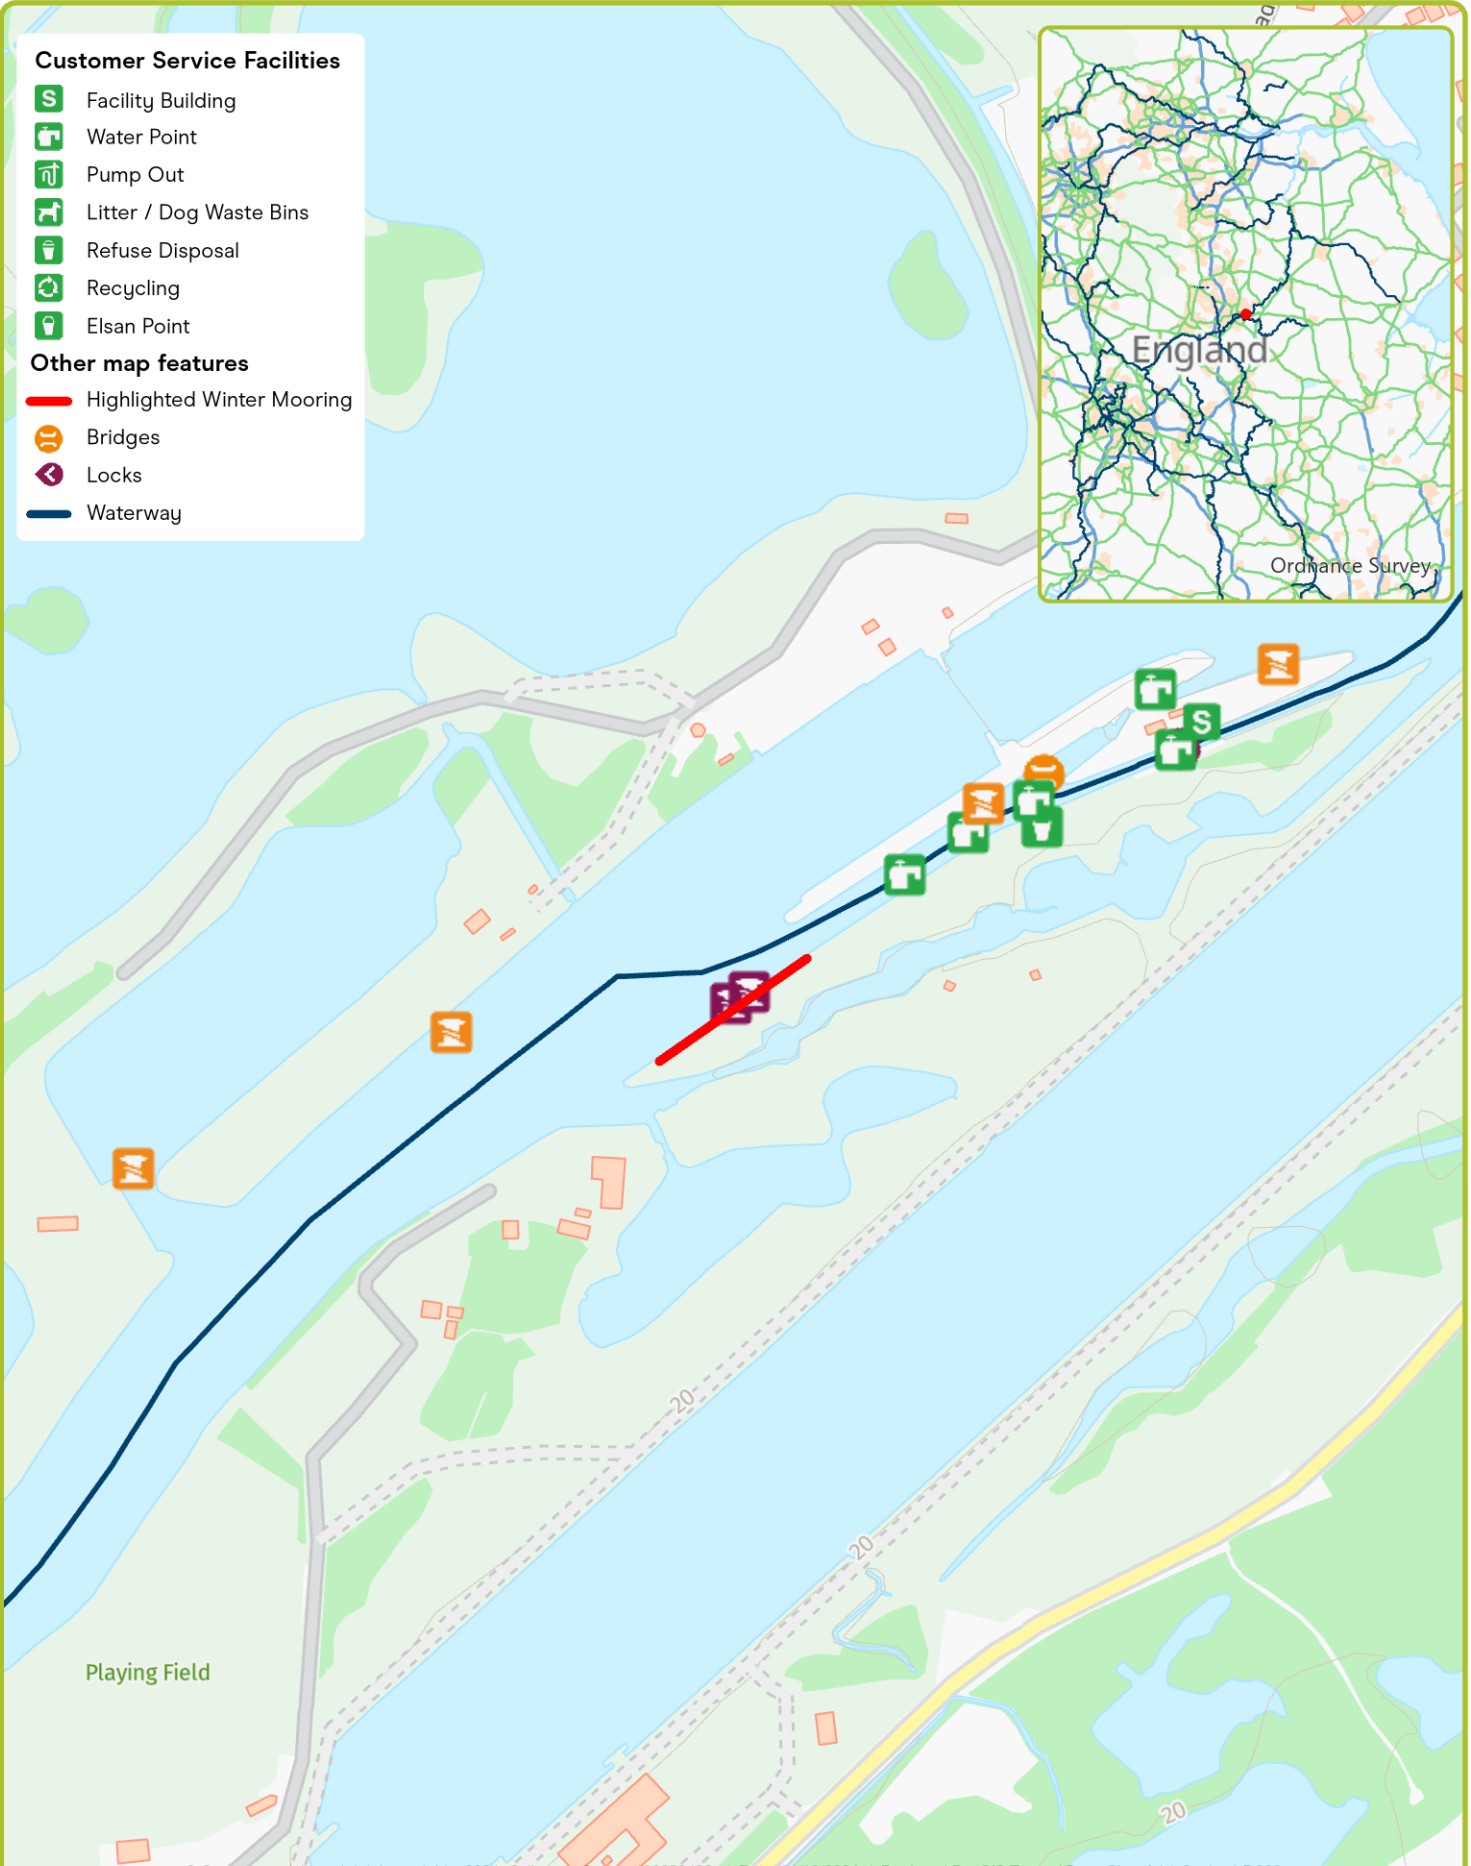 Customer Service Facilities
S Facility Building
Water Point
Pump Out
Litter / Dog Waste Bins
Refuse Disposal
Recycling
Elsan Point
Other map features
Highlighted Winter Mooring
Bridges
Locks
Waterway
England
Ordnance Survey
S
20
20
Playing Field
20